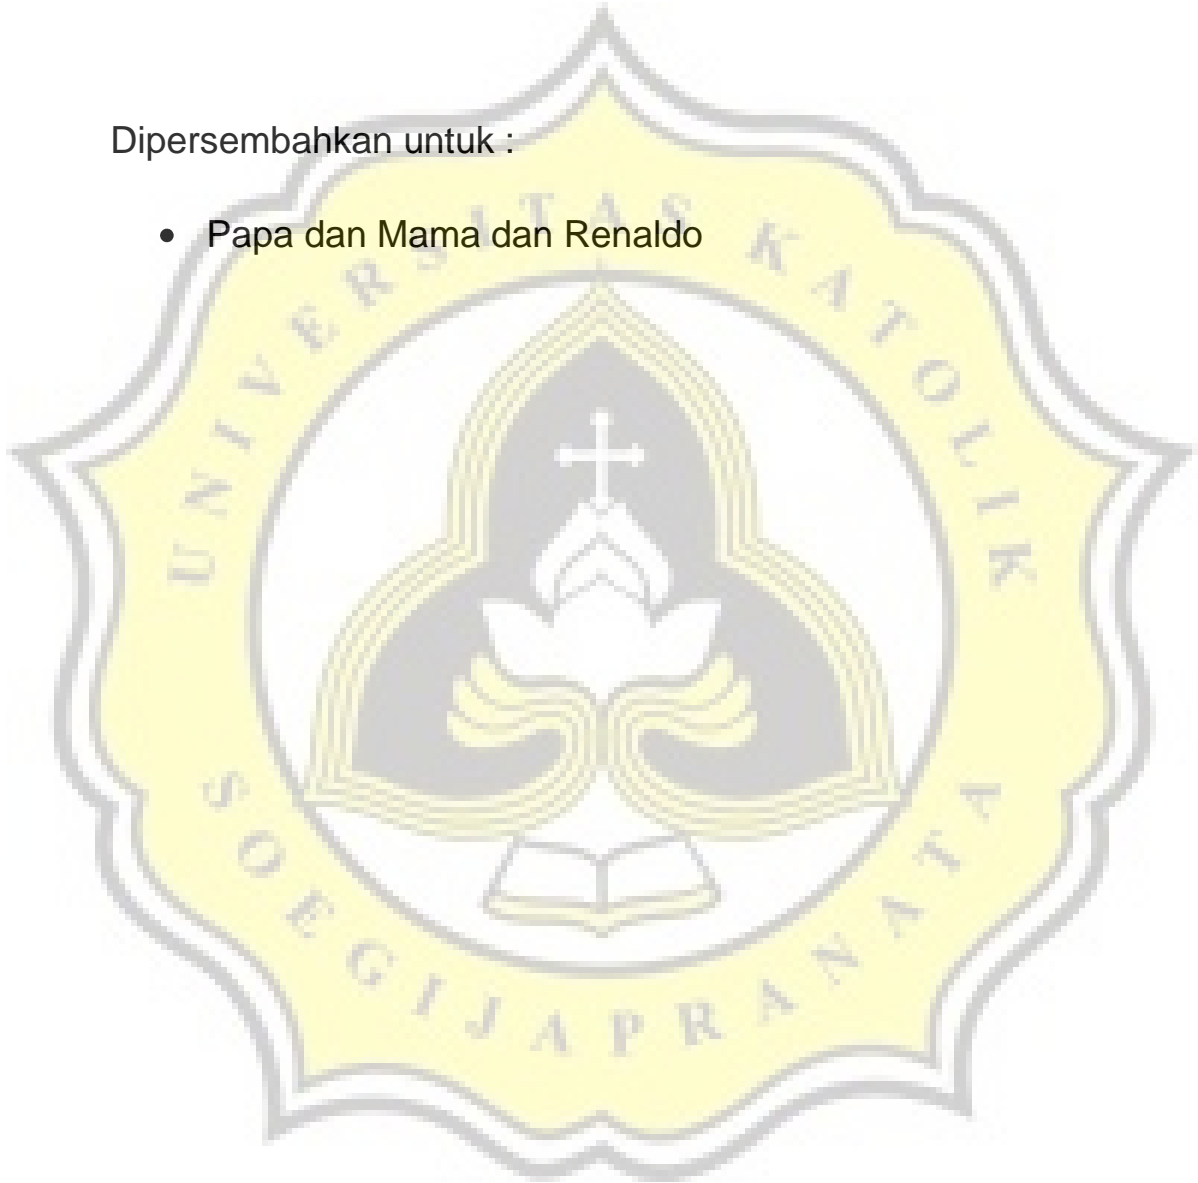 Dipersembahkan untuk :
• Papa dan Mama dan Renaldo
UNIVERSITAS KATOLIK
SOEGIJAPRANATA